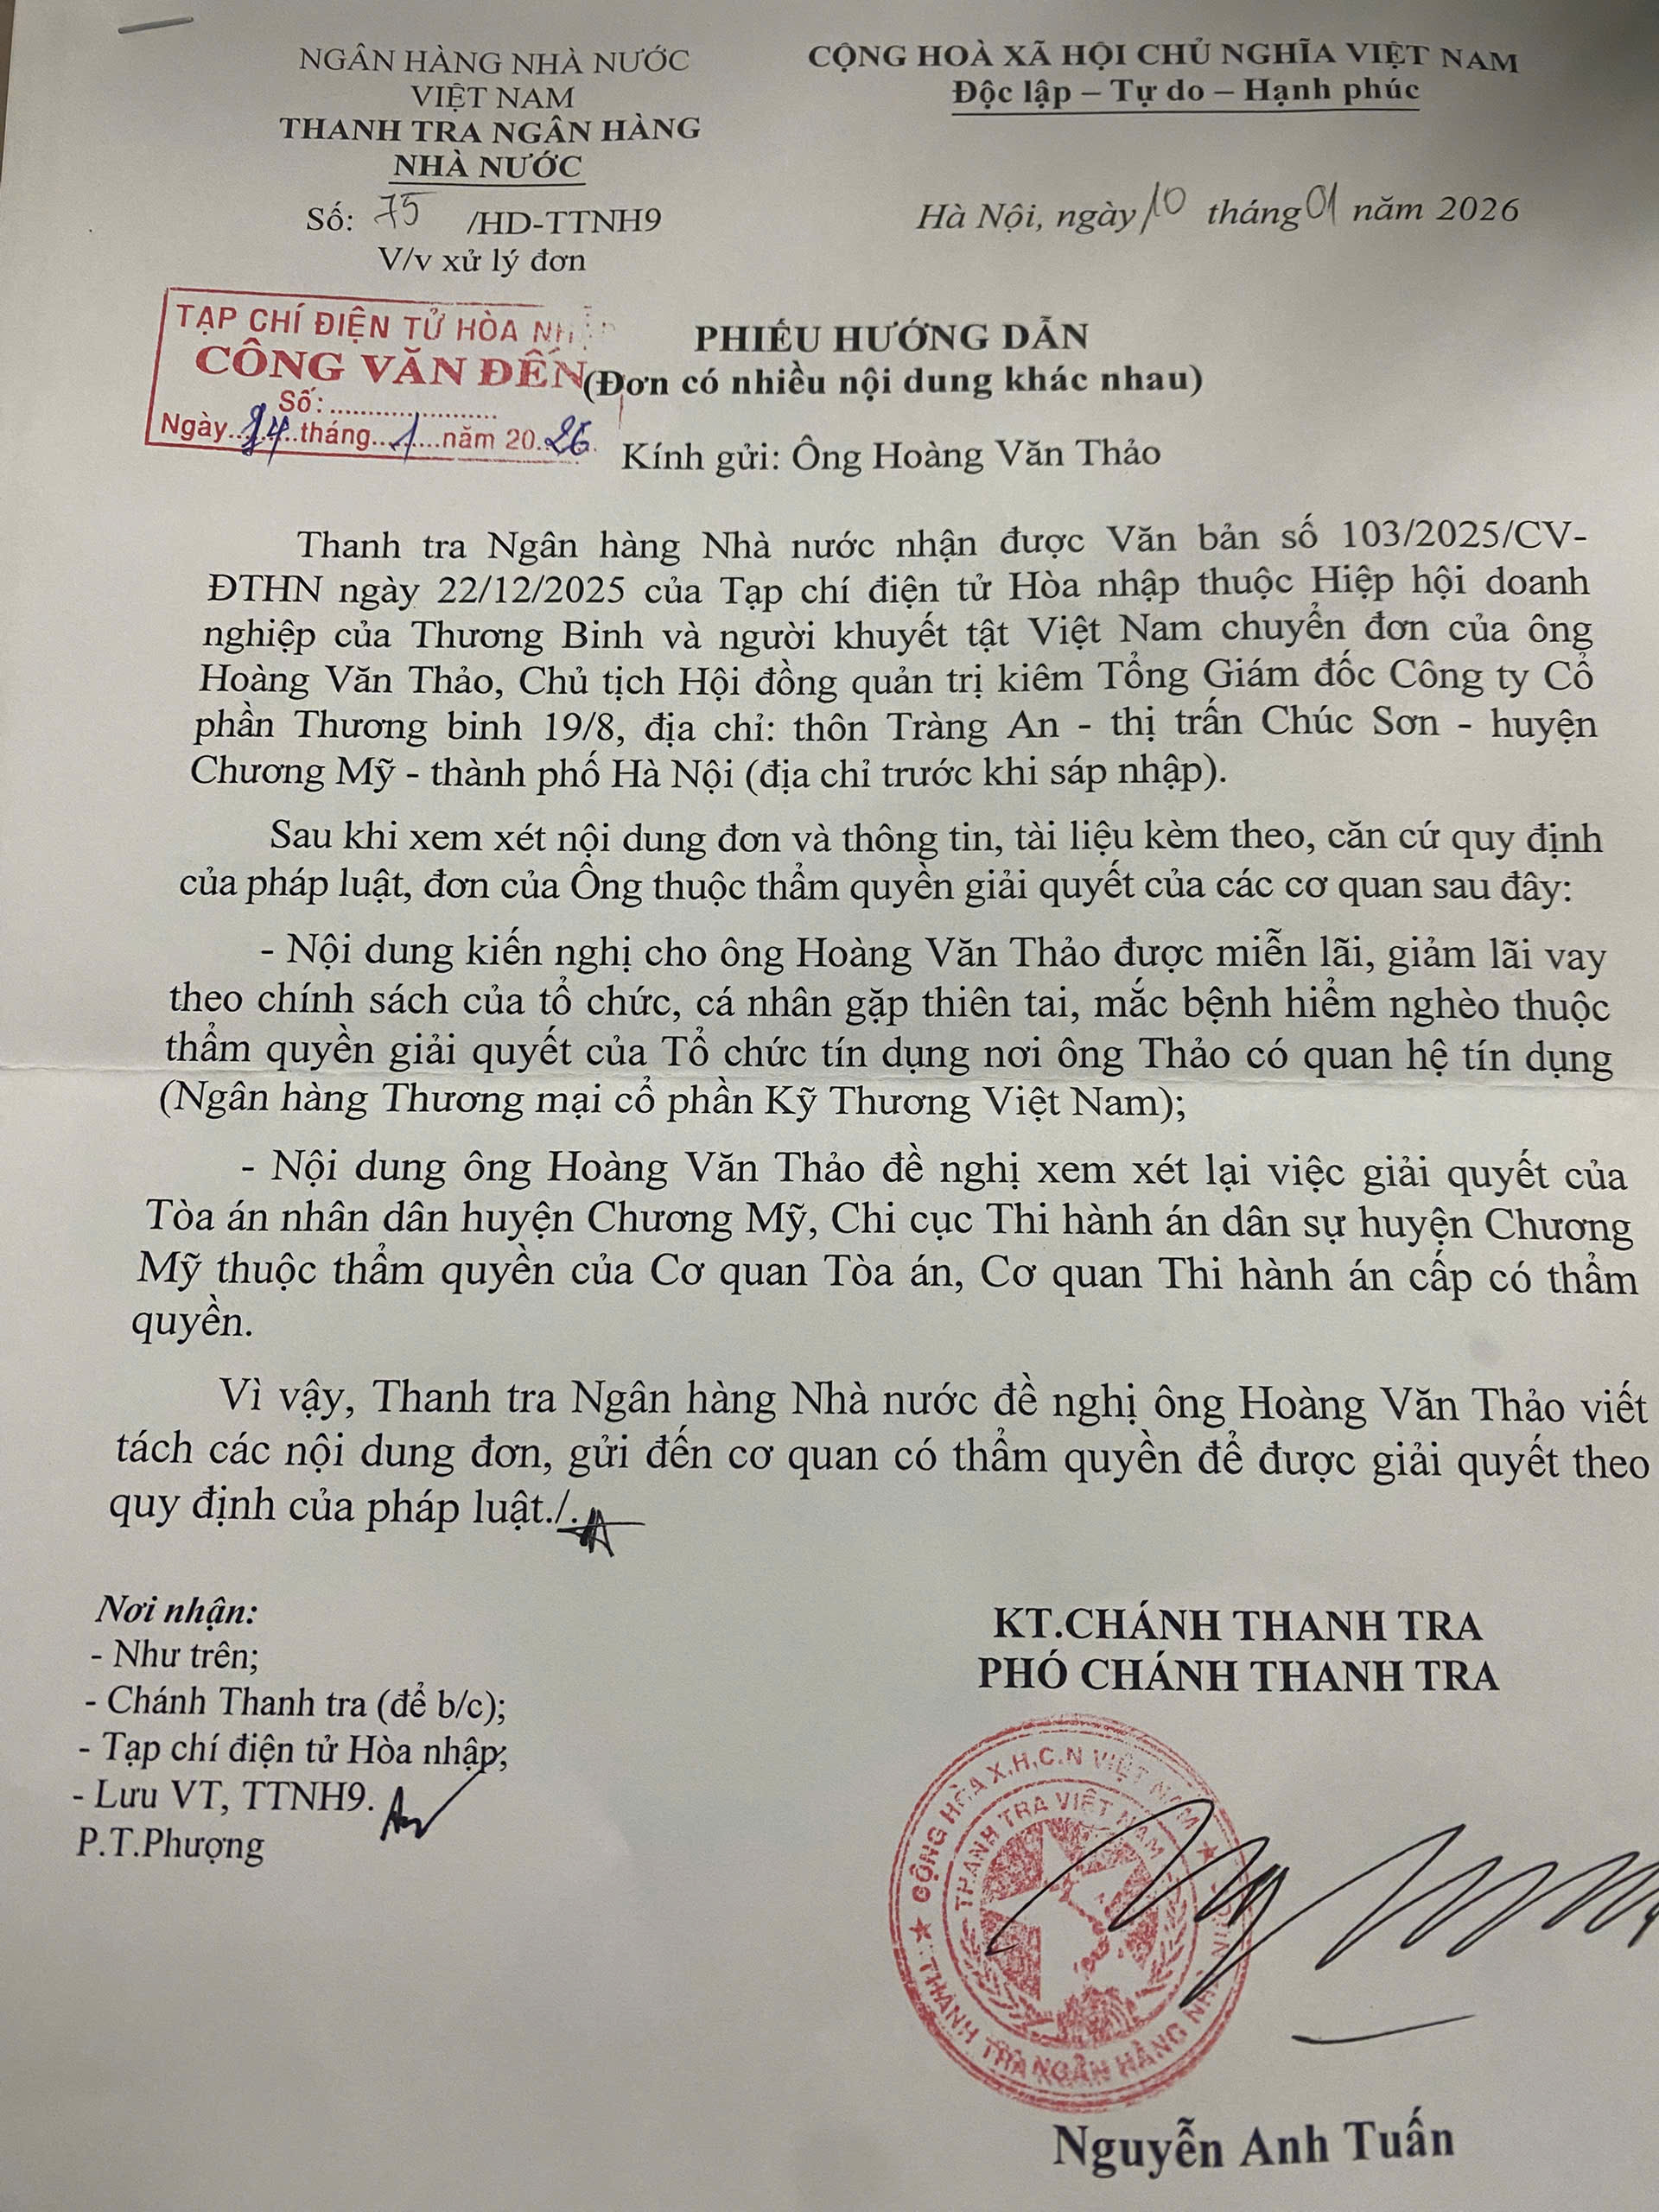 NGÂN HÀNG NHÀ NƯỚC
VIỆT NAM
THANH TRA NGÂN HÀNG
NHÀ NƯỚC
Số: 75 /HD-TTNH9
V/v xử lý đơn
CỘNG HOÀ XÃ HỘI CHỦ NGHĨA VIỆT NAM
Độc lập – Tự do – Hạnh phúc
Hà Nội, ngày 10 tháng 01 năm 2026
TẠP CHÍ ĐIỆN TỬ HÒA NHẬP
CÔNG VĂN ĐẾN
Số:.....................
Ngày...14...tháng...1...năm 20..26
PHIẾU HƯỚNG DẪN
(Đơn có nhiều nội dung khác nhau)
Kính gửi: Ông Hoàng Văn Thảo
Thanh tra Ngân hàng Nhà nước nhận được Văn bản số 103/2025/CV-
ĐTHN ngày 22/12/2025 của Tạp chí điện tử Hòa nhập thuộc Hiệp hội doanh
nghiệp của Thương Binh và người khuyết tật Việt Nam chuyển đơn của ông
Hoàng Văn Thảo, Chủ tịch Hội đồng quản trị kiêm Tổng Giám đốc Công ty Cổ
phần Thương binh 19/8, địa chỉ: thôn Tràng An - thị trấn Chúc Sơn - huyện
Chương Mỹ - thành phố Hà Nội (địa chỉ trước khi sáp nhập).
Sau khi xem xét nội dung đơn và thông tin, tài liệu kèm theo, căn cứ quy định
của pháp luật, đơn của Ông thuộc thẩm quyền giải quyết của các cơ quan sau đây:
- Nội dung kiến nghị cho ông Hoàng Văn Thảo được miễn lãi, giảm lãi vay
theo chính sách của tổ chức, cá nhân gặp thiên tai, mắc bệnh hiểm nghèo thuộc
thẩm quyền giải quyết của Tổ chức tín dụng nơi ông Thảo có quan hệ tín dụng
(Ngân hàng Thương mại cổ phần Kỹ Thương Việt Nam);
- Nội dung ông Hoàng Văn Thảo đề nghị xem xét lại việc giải quyết của
Tòa án nhân dân huyện Chương Mỹ, Chi cục Thi hành án dân sự huyện Chương
Mỹ thuộc thẩm quyền của Cơ quan Tòa án, Cơ quan Thi hành án cấp có thẩm
quyền.
Vì vậy, Thanh tra Ngân hàng Nhà nước đề nghị ông Hoàng Văn Thảo viết
tách các nội dung đơn, gửi đến cơ quan có thẩm quyền để được giải quyết theo
quy định của pháp luật./.
Nơi nhận:
- Như trên;
- Chánh Thanh tra (để b/c);
- Tạp chí điện tử Hòa nhập;
- Lưu VT, TTNH9.
P.T.Phượng
KT.CHÁNH THANH TRA
PHÓ CHÁNH THANH TRA
CỘNG HÒA X.H.C.N VIỆT NAM
THANH TRA VIỆT NAM
THANH TRA NGÂN HÀNG NHÀ NƯỚC
Nguyễn Anh Tuấn